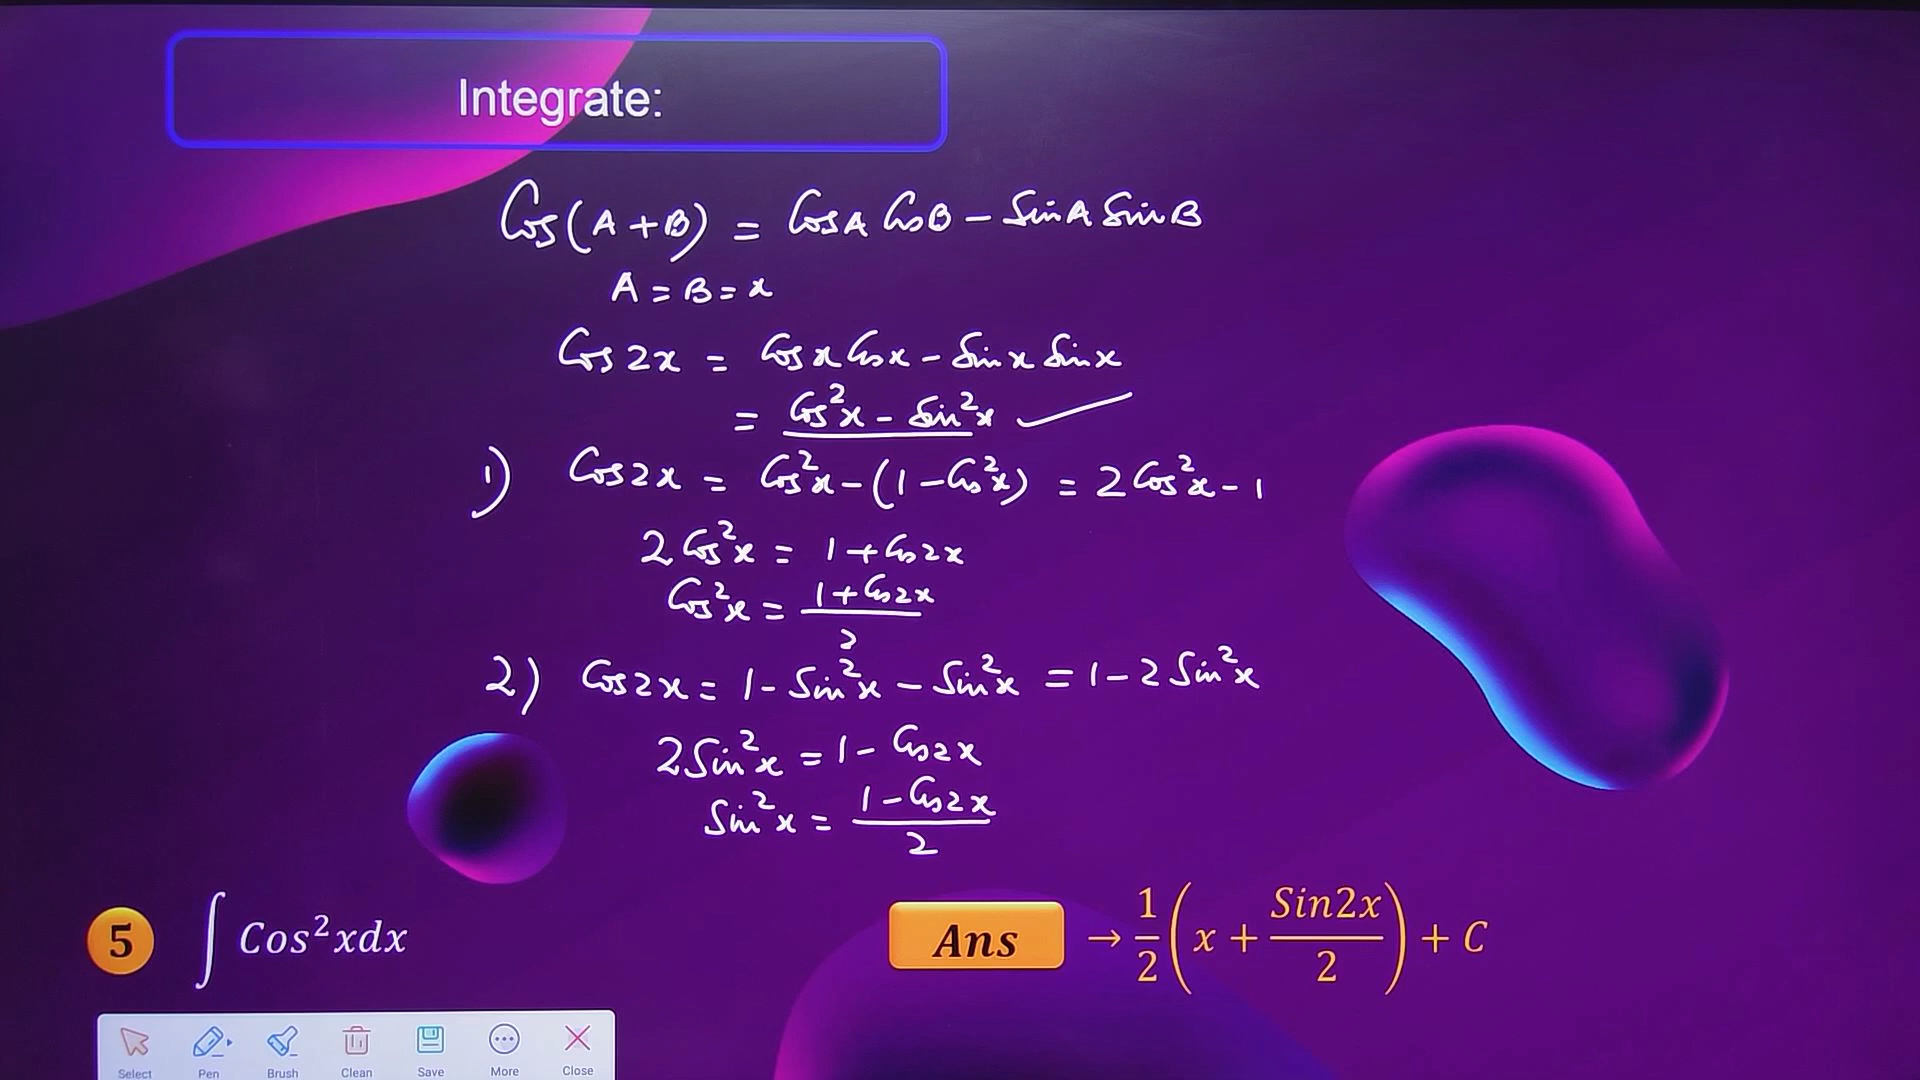 Integrate:
Cos(A+B) = CosA CosB - SinA SinB
A = B = x
Cos2x = Cosx Cosx - Sinx Sinx
= Cos²x - Sin²x ✓
1) Cos2x = Cos²x - (1 - Cos²x) = 2Cos²x - 1
2Cos²x = 1 + Cos2x
Cos²x = (1 + Cos2x)/2
2) Cos2x = 1 - Sin²x - Sin²x = 1 - 2Sin²x
2Sin²x = 1 - Cos2x
Sin²x = (1 - Cos2x)/2
5 ∫ Cos²xdx Ans → 1/2 (x + Sin2x/2) + C
Select Pen Brush Clean Save More Close